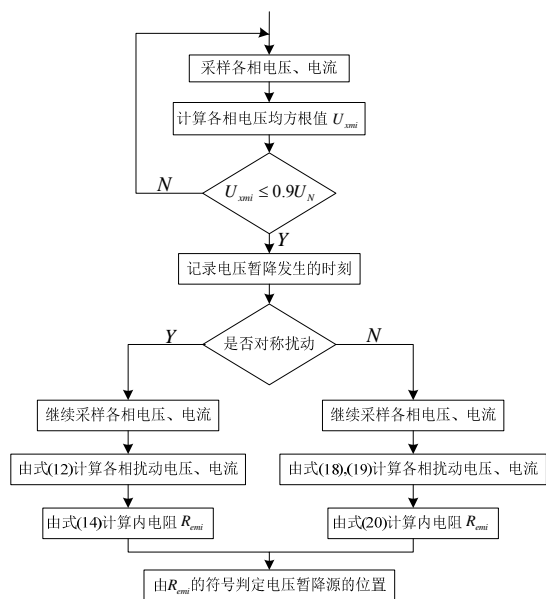 采样各相电压、电流
计算各相电压均方根值 U_xmi
U_xmi ≤ 0.9U_N
N
Y
记录电压暂降发生的时刻
是否对称扰动
Y
N
继续采样各相电压、电流
继续采样各相电压、电流
由式(12)计算各相扰动电压、电流
由式(18),(19)计算各相扰动电压、电流
由式(14)计算内电阻 R_emi
由式(20)计算内电阻 R_emi
由R_emi的符号判定电压暂降源的位置